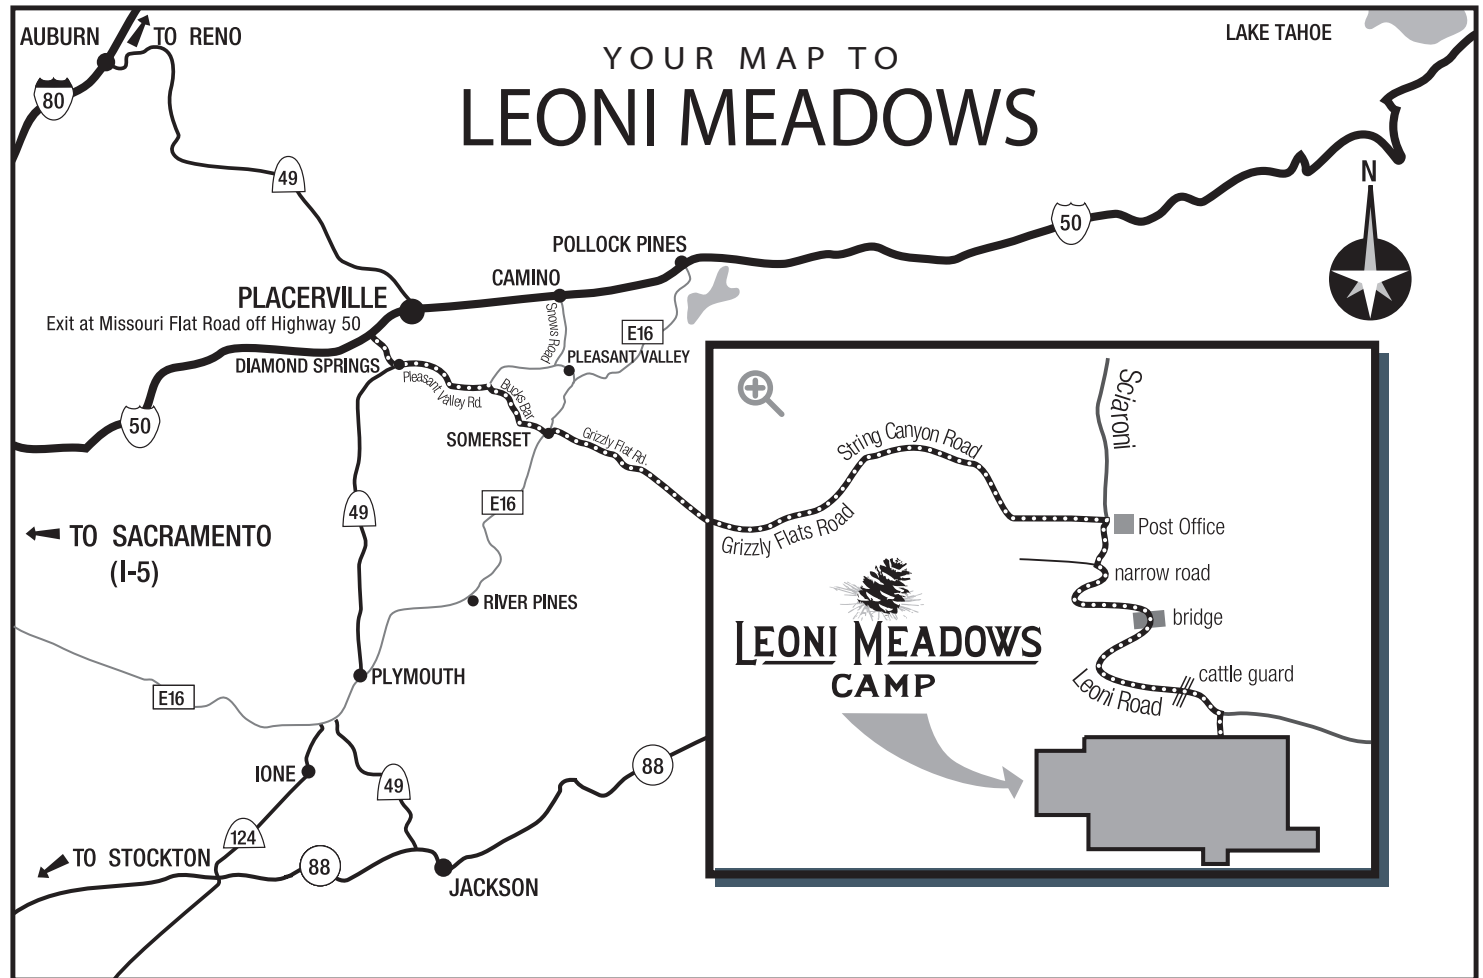 AUBURN
TO RENO
80
YOUR MAP TO
LEONI MEADOWS
LAKE TAHOE
49
N
50
POLLOCK PINES
CAMINO
PLACERVILLE
Exit at Missouri Flat Road off Highway 50
Snows Road
E16
PLEASANT VALLEY
DIAMOND SPRINGS
Pleasant Valley Rd.
Bucks Bar
50
SOMERSET
Grizzly Flat Rd.
Sciaroni
String Canyon Road
49
E16
Grizzly Flats Road
Post Office
TO SACRAMENTO
(I-5)
narrow road
RIVER PINES
bridge
LEONI MEADOWS
CAMP
PLYMOUTH
cattle guard
Leoni Road
E16
IONE
49
88
124
TO STOCKTON
88
JACKSON